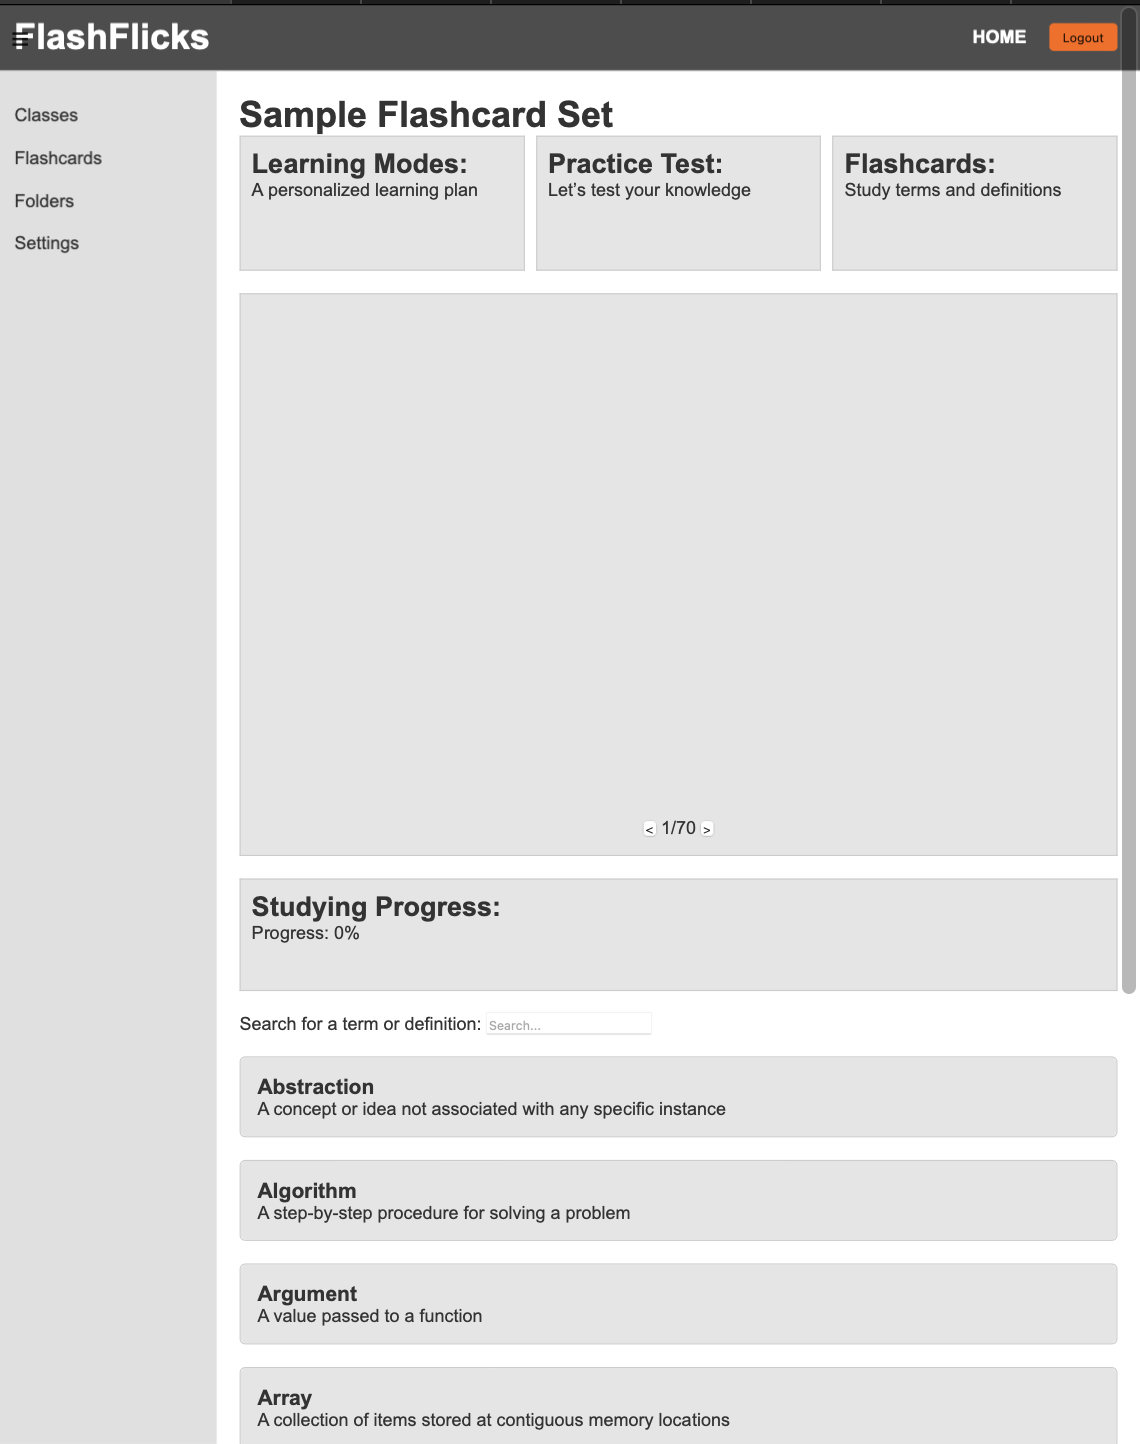 FlashFlicks
HOME
Logout
Classes
Flashcards
Folders
Settings
Sample Flashcard Set
Learning Modes:
A personalized learning plan
Practice Test:
Let’s test your knowledge
Flashcards:
Study terms and definitions
< 1/70 >
Studying Progress:
Progress: 0%
Search for a term or definition: Search...
Abstraction
A concept or idea not associated with any specific instance
Algorithm
A step-by-step procedure for solving a problem
Argument
A value passed to a function
Array
A collection of items stored at contiguous memory locations